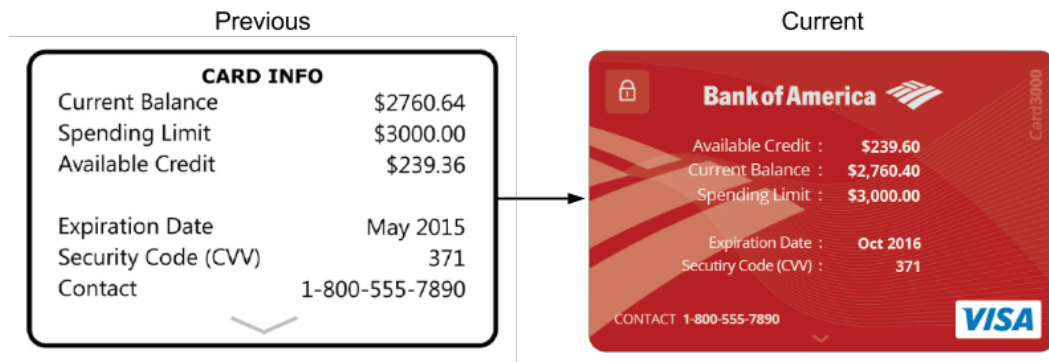 Previous
CARD INFO
Current Balance $2760.64
Spending Limit $3000.00
Available Credit $239.36
Expiration Date May 2015
Security Code (CVV) 371
Contact 1-800-555-7890
Current
Bank of America
Card3000
Available Credit : $239.60
Current Balance : $2,760.40
Spending Limit : $3,000.00
Expiration Date : Oct 2016
Secutiry Code (CVV) : 371
CONTACT 1-800-555-7890
VISA